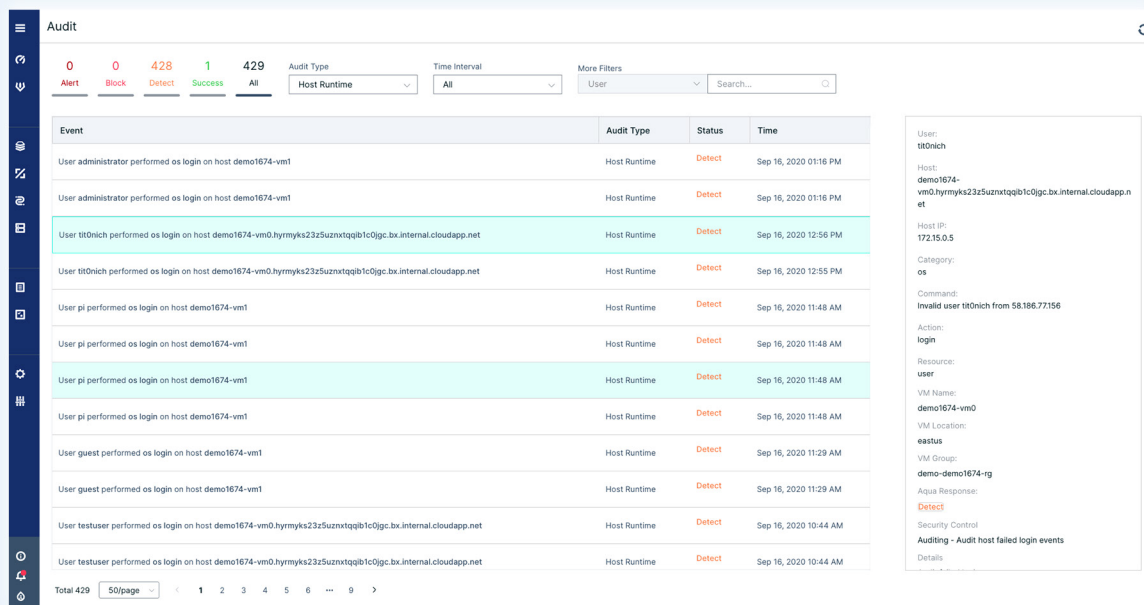 Audit
0 0 428 1 429
Alert Block Detect Success All
Audit Type
Host Runtime
Time Interval
All
More Filters
User
Search...
Event Audit Type Status Time
User administrator performed os login on host demo1674-vm1 Host Runtime Detect Sep 16, 2020 01:16 PM
User administrator performed os login on host demo1674-vm1 Host Runtime Detect Sep 16, 2020 01:16 PM
User tit0nich performed os login on host demo1674-vm0.hyrmyks23z5uznxtqqib1c0jgc.bx.internal.cloudapp.net Host Runtime Detect Sep 16, 2020 12:56 PM
User tit0nich performed os login on host demo1674-vm0.hyrmyks23z5uznxtqqib1c0jgc.bx.internal.cloudapp.net Host Runtime Detect Sep 16, 2020 12:55 PM
User pi performed os login on host demo1674-vm1 Host Runtime Detect Sep 16, 2020 11:48 AM
User pi performed os login on host demo1674-vm1 Host Runtime Detect Sep 16, 2020 11:48 AM
User pi performed os login on host demo1674-vm1 Host Runtime Detect Sep 16, 2020 11:48 AM
User pi performed os login on host demo1674-vm1 Host Runtime Detect Sep 16, 2020 11:48 AM
User guest performed os login on host demo1674-vm1 Host Runtime Detect Sep 16, 2020 11:29 AM
User guest performed os login on host demo1674-vm1 Host Runtime Detect Sep 16, 2020 11:29 AM
User testuser performed os login on host demo1674-vm0.hyrmyks23z5uznxtqqib1c0jgc.bx.internal.cloudapp.net Host Runtime Detect Sep 16, 2020 10:44 AM
User testuser performed os login on host demo1674-vm0.hyrmyks23z5uznxtqqib1c0jgc.bx.internal.cloudapp.net Host Runtime Detect Sep 16, 2020 10:44 AM
Total 429 50/page 1 2 3 4 5 6 ••• 9
User:
tit0nich
Host:
demo1674-
vm0.hyrmyks23z5uznxtqqib1c0jgc.bx.internal.cloudapp.n
et
Host IP:
172.15.0.5
Category:
os
Command:
Invalid user tit0nich from 58.186.77.156
Action:
login
Resource:
user
VM Name:
demo1674-vm0
VM Location:
eastus
VM Group:
demo-demo1674-rg
Aqua Response:
Detect
Security Control
Auditing - Audit host failed login events
Details